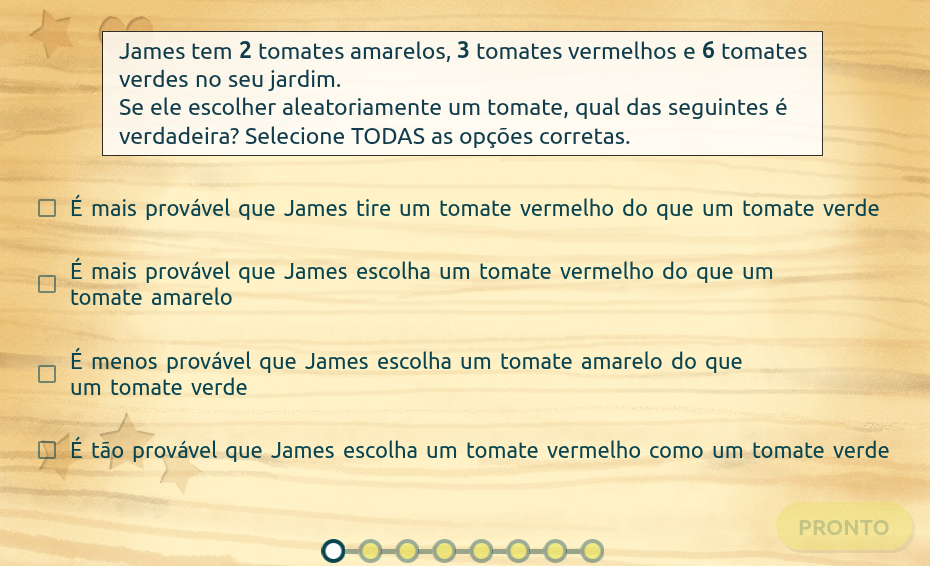 James tem 2 tomates amarelos, 3 tomates vermelhos e 6 tomates
verdes no seu jardim.
Se ele escolher aleatoriamente um tomate, qual das seguintes é
verdadeira? Selecione TODAS as opções corretas.
É mais provável que James tire um tomate vermelho do que um tomate verde
É mais provável que James escolha um tomate vermelho do que um
tomate amarelo
É menos provável que James escolha um tomate amarelo do que
um tomate verde
É tão provável que James escolha um tomate vermelho como um tomate verde
PRONTO